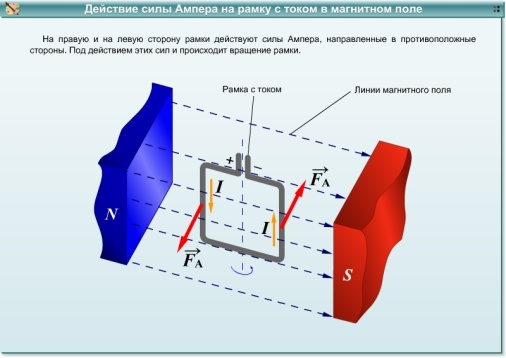 Действие силы Ампера на рамку с током в магнитном поле
На правую и на левую сторону рамки действуют силы Ампера, направленные в противоположные
стороны. Под действием этих сил и происходит вращение рамки.
Рамка с током
Линии магнитного поля
+ −
I
F⃗A
N
I
F⃗A
S